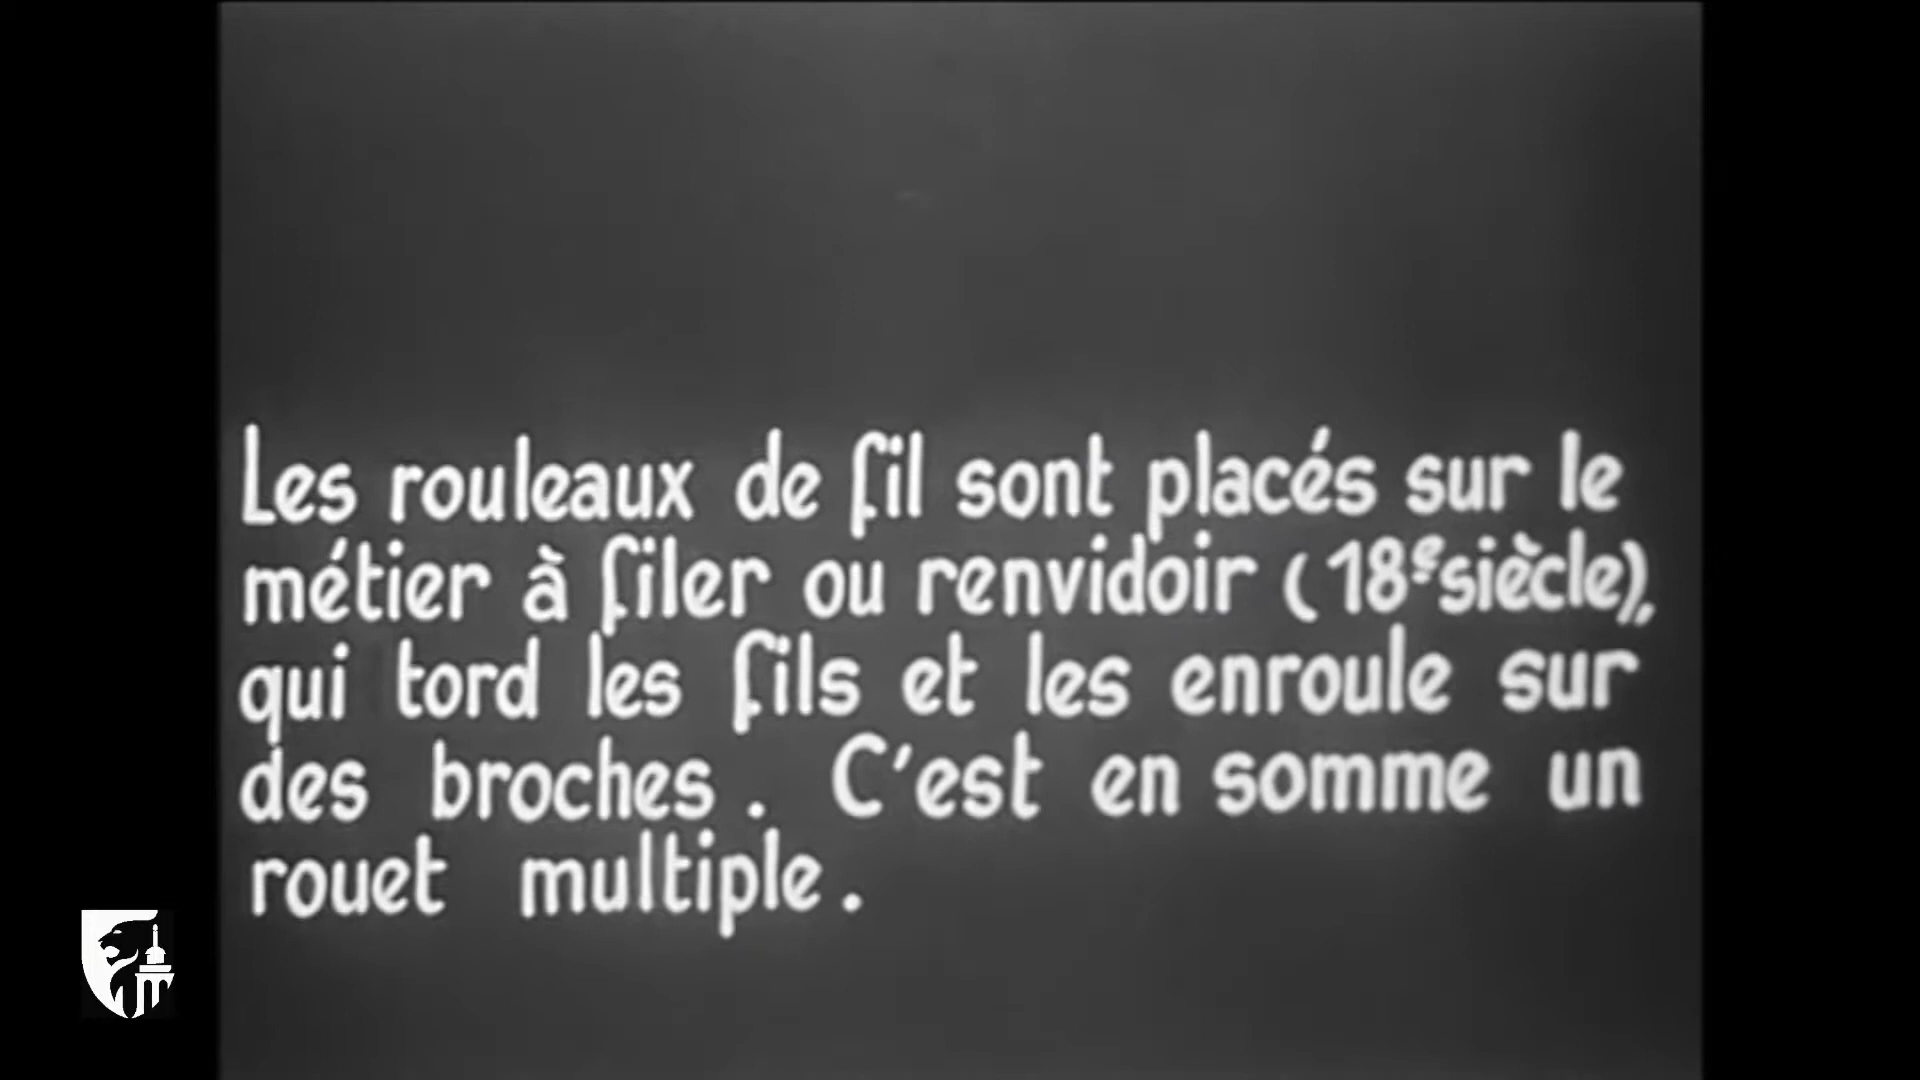 Les rouleaux de fil sont placés sur le
métier à filer ou renvidoir (18e siècle),
qui tord les fils et les enroule sur
des broches. C'est en somme un
rouet multiple.